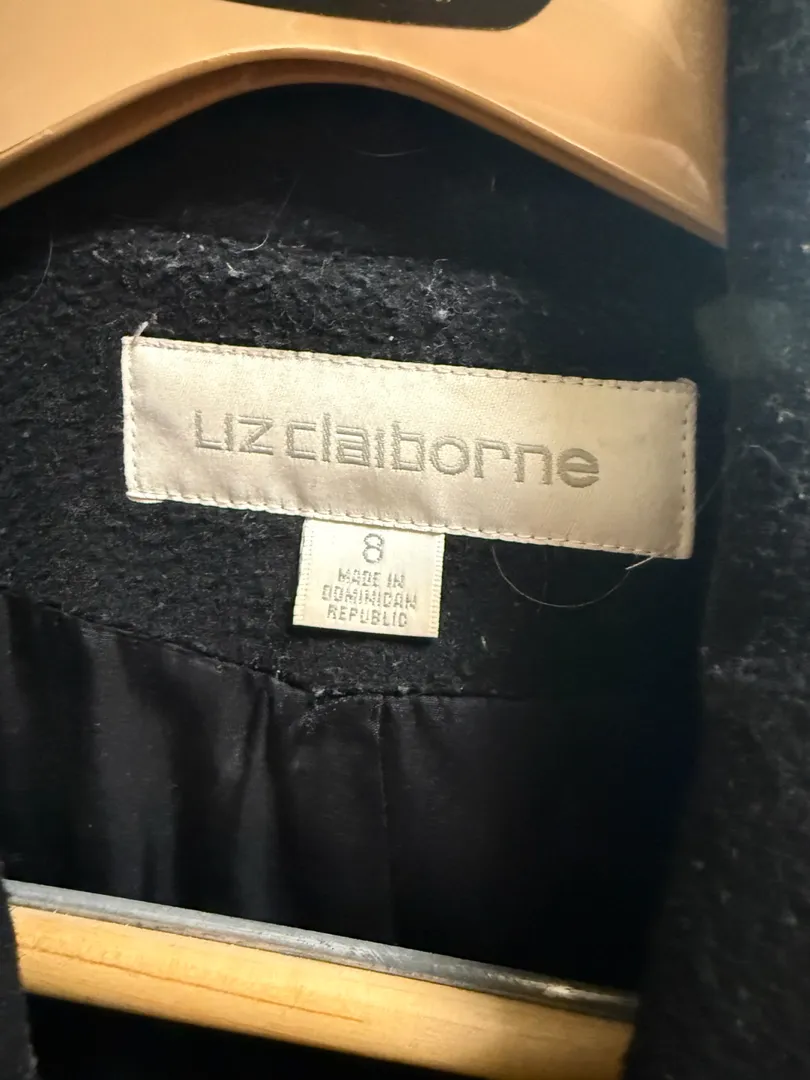 LIZ claiborne
8
MADE IN
DOMINICAN
REPUBLIC